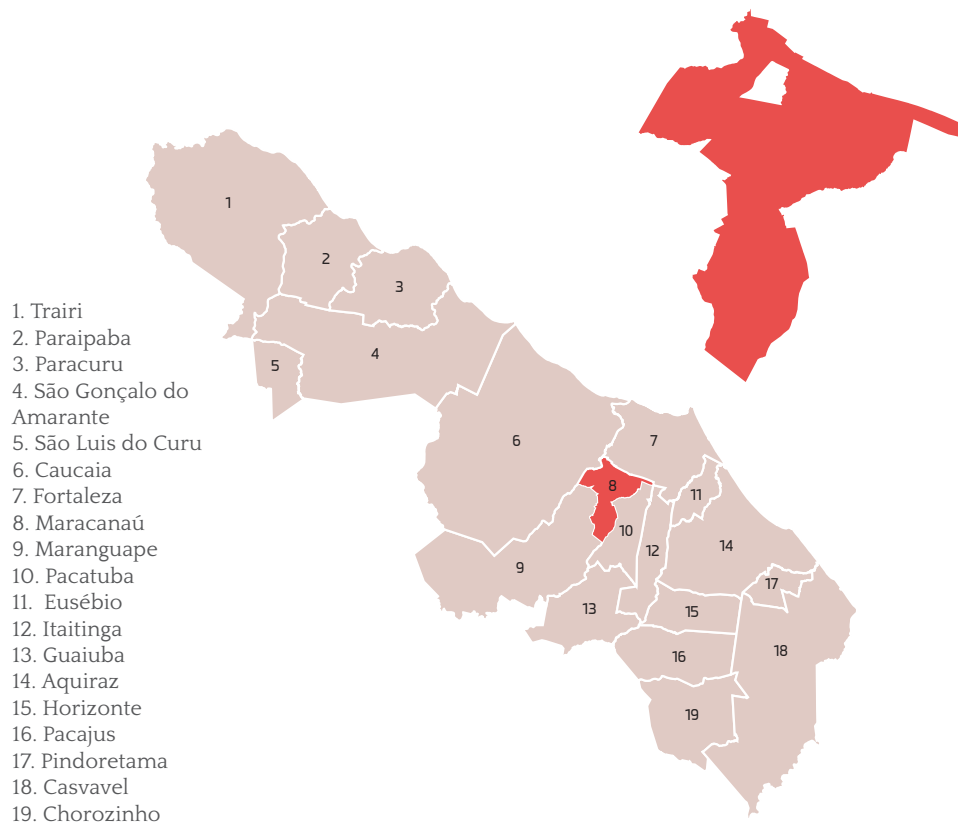 1. Trairi
2. Paraipaba
3. Paracuru
4. São Gonçalo do
Amarante
5. São Luis do Curu
6. Caucaia
7. Fortaleza
8. Maracanaú
9. Maranguape
10. Pacatuba
11. Eusébio
12. Itaitinga
13. Guaiuba
14. Aquiraz
15. Horizonte
16. Pacajus
17. Pindoretama
18. Casvavel
19. Chorozinho
1
2
3
4
5
6
7
8
9
10
11
12
13
14
15
16
17
18
19